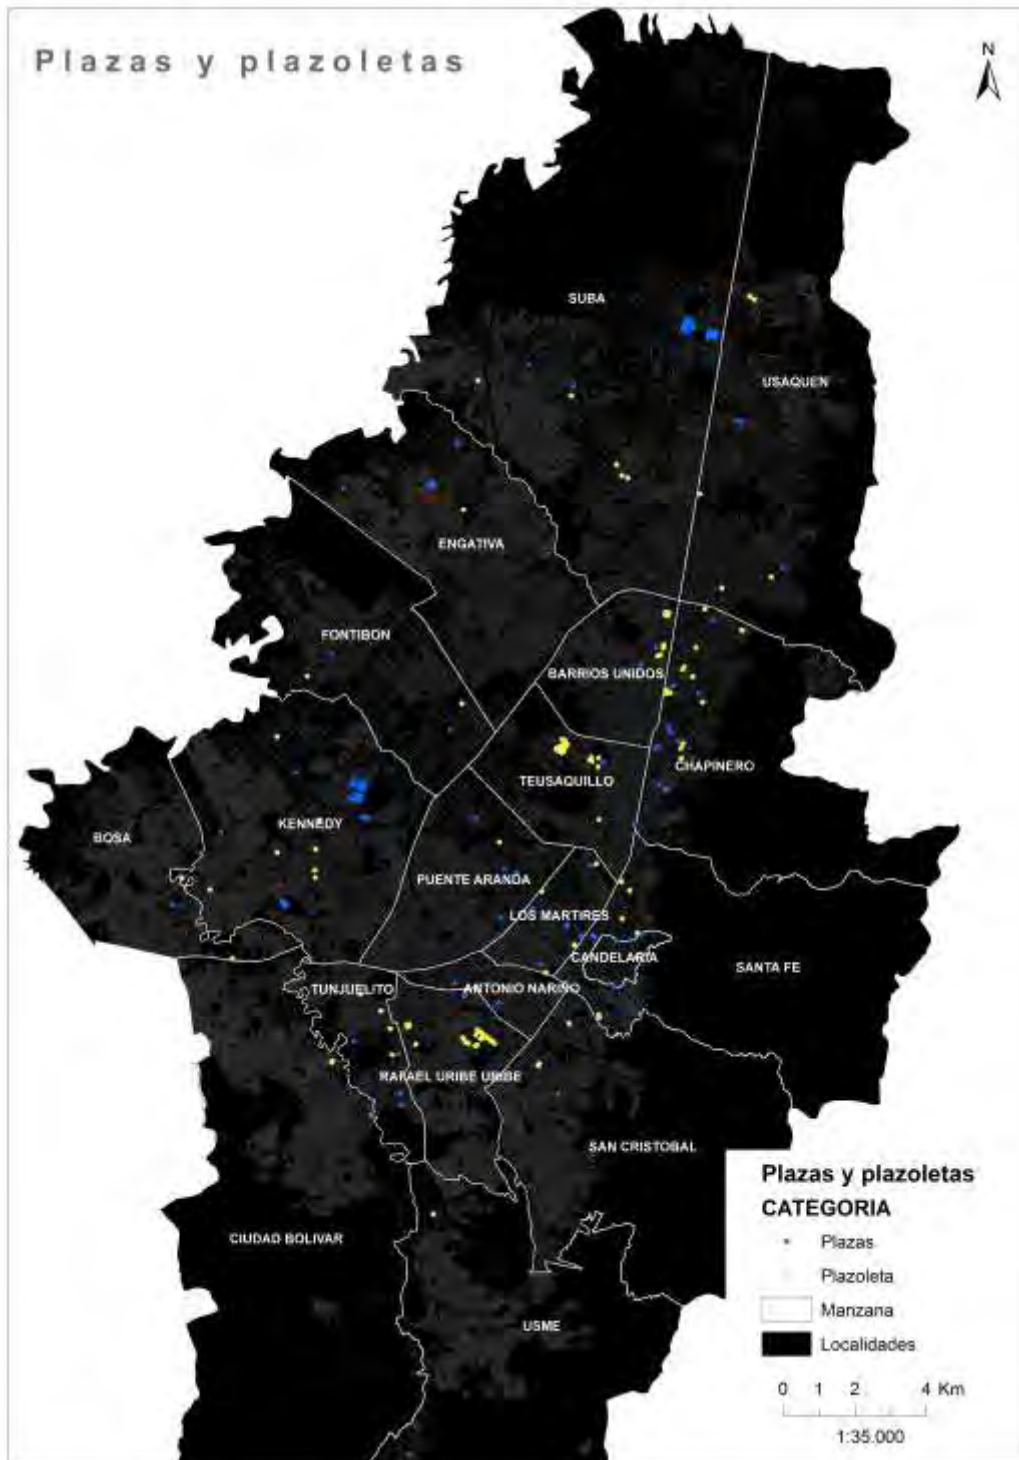 Plazas y plazoletas
N
SUBA
USAQUEN
ENGATIVA
FONTIBON
BARRIOS UNIDOS
CHAPINERO
TEUSAQUILLO
KENNEDY
BOSA
PUENTE ARANDA
LOS MARTIRES
CANDELARIA
SANTA FE
TUNJUELITO
ANTONIO NARIÑO
RAFAEL URIBE URIBE
SAN CRISTOBAL
CIUDAD BOLIVAR
USME
Plazas y plazoletas
CATEGORIA
Plazas
Plazoleta
Manzana
Localidades
0 1 2 4 Km
1:35.000